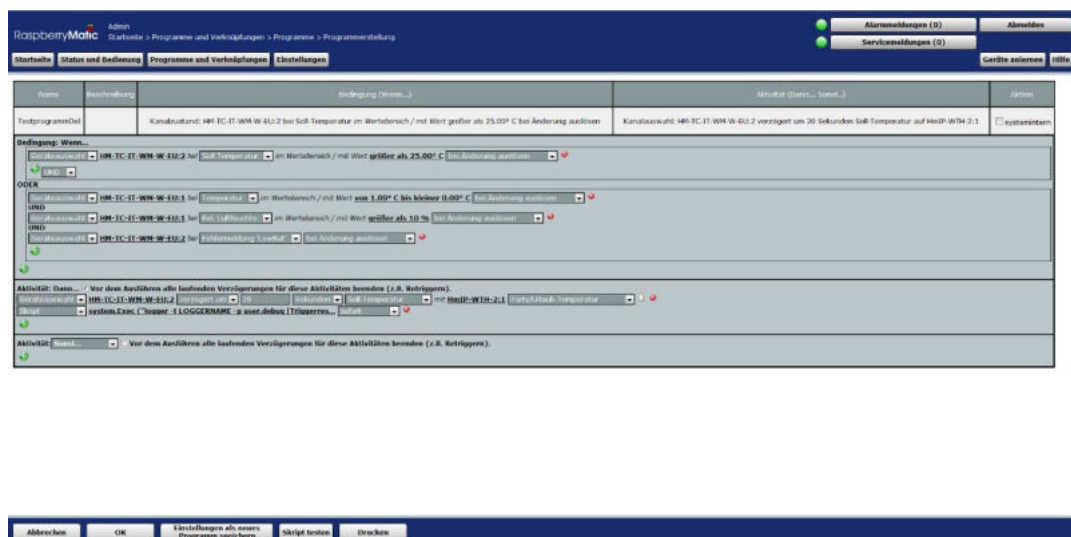 RaspberryMatic
Admin
Startseite > Programme und Verknüpfungen > Programme > Programmerstellung
Alarmmeldungen (0)
Abmelden
Servicemeldungen (0)
Startseite
Status und Bedienung
Programme und Verknüpfungen
Einstellungen
Geräte anlernen
Hilfe
Name
Beschreibung
Bedingung (Wenn...)
Aktivität (Dann... Sonst...)
Aktion
TestprogrammDel
Kanalzustand: HM-TC-IT-WM-W-EU:2 bei Soll-Temperatur im Wertebereich / mit Wert größer als 25.00° C bei Änderung auslösen
Kanalauswahl: HM-TC-IT-WM-W-EU:2 verzögert um 20 Sekunden Soll-Temperatur auf HmIP-WTH-2:1
systemintern
Bedingung: Wenn...
Geräteauswahl HM-TC-IT-WM-W-EU:2 bei Soll-Temperatur im Wertebereich / mit Wert größer als 25.00° C bei Änderung auslösen
UND
ODER
Geräteauswahl HM-TC-IT-WM-W-EU:1 bei Temperatur im Wertebereich / mit Wert von 1.00° C bis kleiner 0.00° C bei Änderung auslösen
UND
Geräteauswahl HM-TC-IT-WM-W-EU:1 bei Rel. Luftfeuchte im Wertebereich / mit Wert größer als 10 % bei Änderung auslösen
UND
Geräteauswahl HM-TC-IT-WM-W-EU:2 bei Fehlermeldung 'LowBat' bei Änderung auslösen
Aktivität: Dann... Vor dem Ausführen alle laufenden Verzögerungen für diese Aktivitäten beenden (z.B. Retriggern).
Geräteauswahl HM-TC-IT-WM-W-EU:2 verzögert um 20 Sekunden Soll-Temperatur mit HmIP-WTH-2:1 Party/Urlaub-Temperatur
Skript system.Exec ("logger -t LOGGERNAME -p user.debug [Triggerres... sofort
Aktivität: Sonst... Vor dem Ausführen alle laufenden Verzögerungen für diese Aktivitäten beenden (z.B. Retriggern).
Abbrechen
OK
Einstellungen als neues
Programm speichern
Skript testen
Drucken